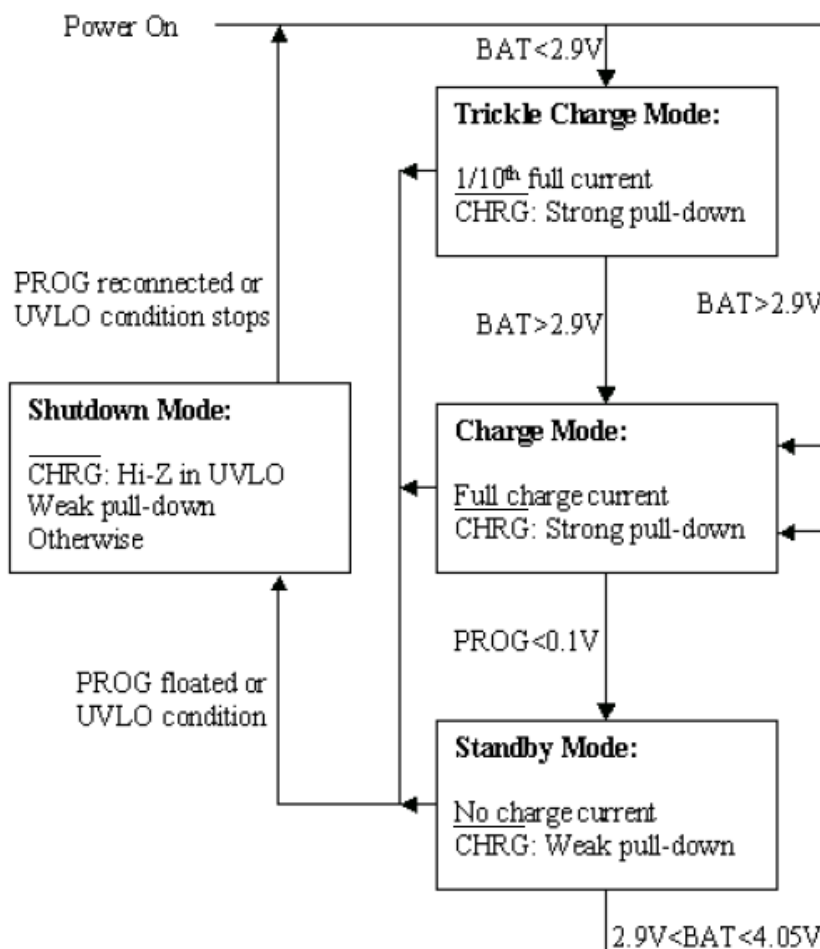 Power On
BAT<2.9V
Trickle Charge Mode:
1/10th full current
CHRG: Strong pull-down
PROG reconnected or
UVLO condition stops
BAT>2.9V
BAT>2.9V
Shutdown Mode:
CHRG: Hi-Z in UVLO
Weak pull-down
Otherwise
Charge Mode:
Full charge current
CHRG: Strong pull-down
PROG<0.1V
PROG floated or
UVLO condition
Standby Mode:
No charge current
CHRG: Weak pull-down
2.9V<BAT<4.05V